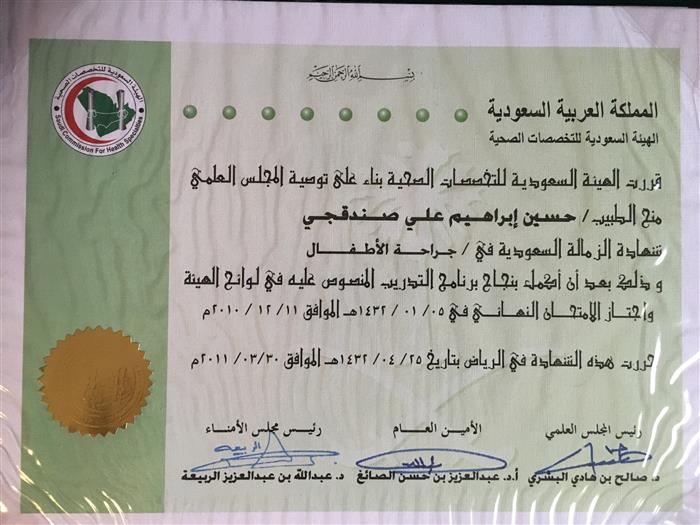 بسم الله الرحمن الرحيم
الهيئة السعودية للتخصصات الصحية
Saudi Commission For Health Specialties
المملكة العربية السعودية
الهيئة السعودية للتخصصات الصحية
قررت الهيئة السعودية للتخصصات الصحية بناء على توصية المجلس العلمي
منح الطبيب / حسين إبراهيم علي صندقجي
شهادة الزمالة السعودية في / جراحة الأطفال
و ذلك بعد أن أكمل بنجاح برنامج التدريب المنصوص عليه في لوائح الهيئة
واجتاز الامتحان النهائي في ٠٥ / ٠١ / ١٤٣٢هـ الموافق ١١ / ١٢ / ٢٠١٠م
حررت هذه الشهادة في الرياض بتاريخ ٢٥ / ٠٤ / ١٤٣٢هـ الموافق ٣٠ / ٠٣ / ٢٠١١م
رئيس المجلس العلمي
الأمين العام
رئيس مجلس الأمناء
د. صالح بن هادي البشري
أ.د. عبدالعزيز بن حسن الصائغ
د. عبدالله بن عبدالعزيز الربيعة